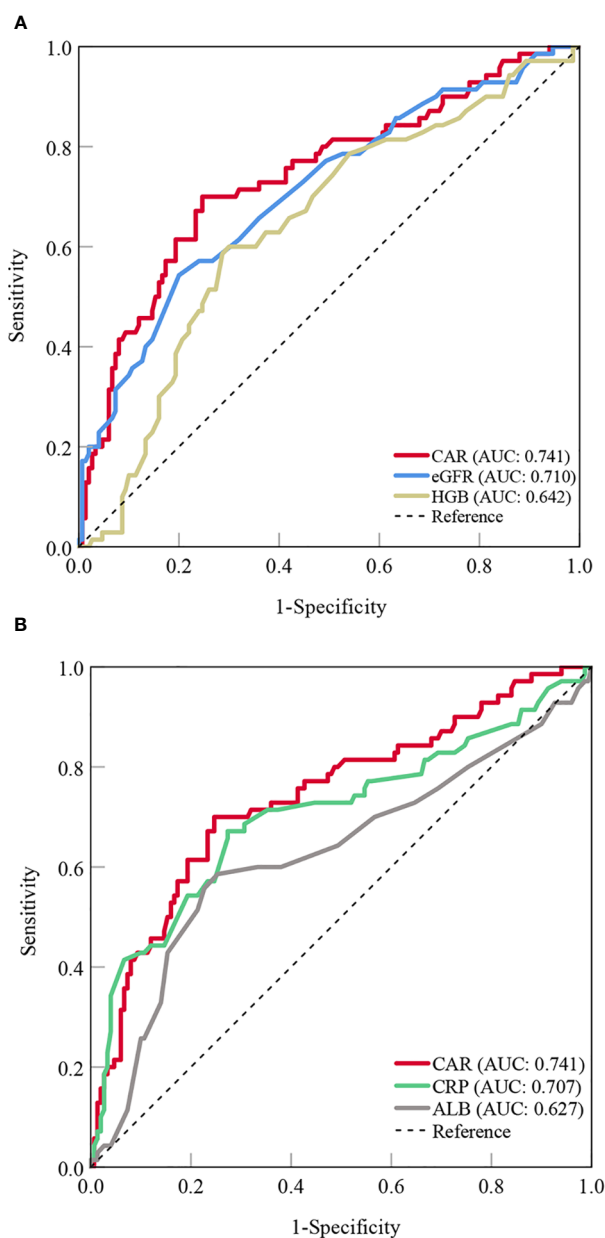 A
1.0
0.8
0.6
0.4
0.2
0.0
Sensitivity
CAR (AUC: 0.741)
eGFR (AUC: 0.710)
HGB (AUC: 0.642)
Reference
0.0 0.2 0.4 0.6 0.8 1.0
1-Specificity
B
1.0
0.8
0.6
0.4
0.2
0.0
Sensitivity
CAR (AUC: 0.741)
CRP (AUC: 0.707)
ALB (AUC: 0.627)
Reference
0.0 0.2 0.4 0.6 0.8 1.0
1-Specificity